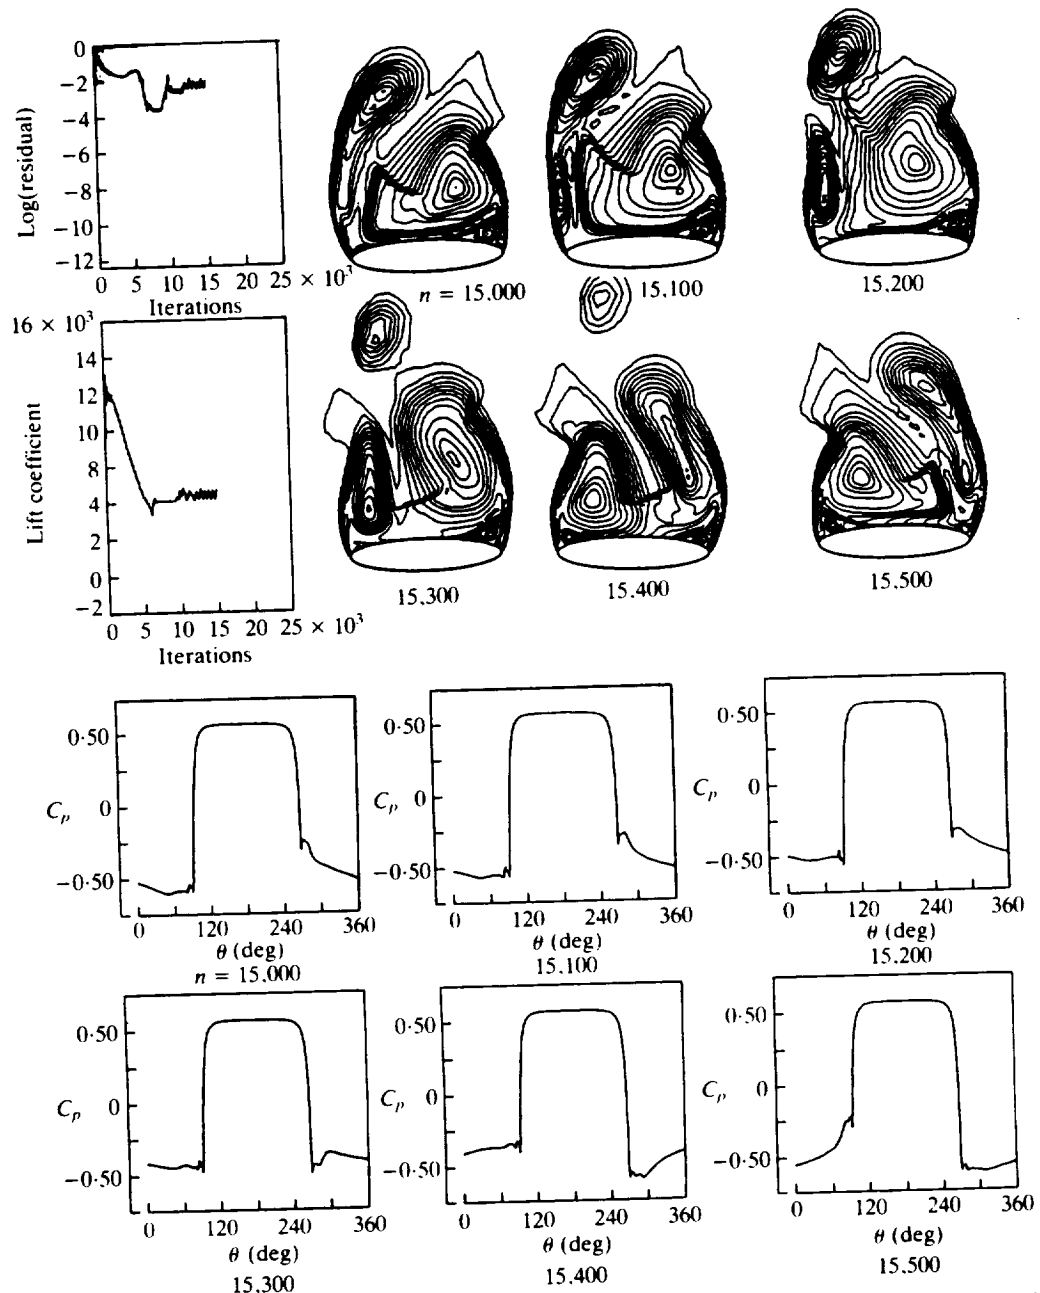 0
−2
−4
−6
−8
−10
−12
Log(residual)
0 5 10 15 20 25 × 10³
Iterations
n = 15,000
15,100
15,200
16 × 10³
14
12
10
8
6
4
2
0
−2
Lift coefficient
0 5 10 15 20 25 × 10³
Iterations
15,300
15,400
15,500
0·50
C_p 0
−0·50
0 120 240 360
θ (deg)
n = 15,000
0·50
C_p 0
−0·50
0 120 240 360
θ (deg)
15,100
0·50
C_p 0
−0·50
0 120 240 360
θ (deg)
15,200
0·50
C_p 0
−0·50
0 120 240 360
θ (deg)
15,300
0·50
C_p 0
−0·50
0 120 240 360
θ (deg)
15,400
0·50
C_p 0
−0·50
0 120 240 360
θ (deg)
15,500